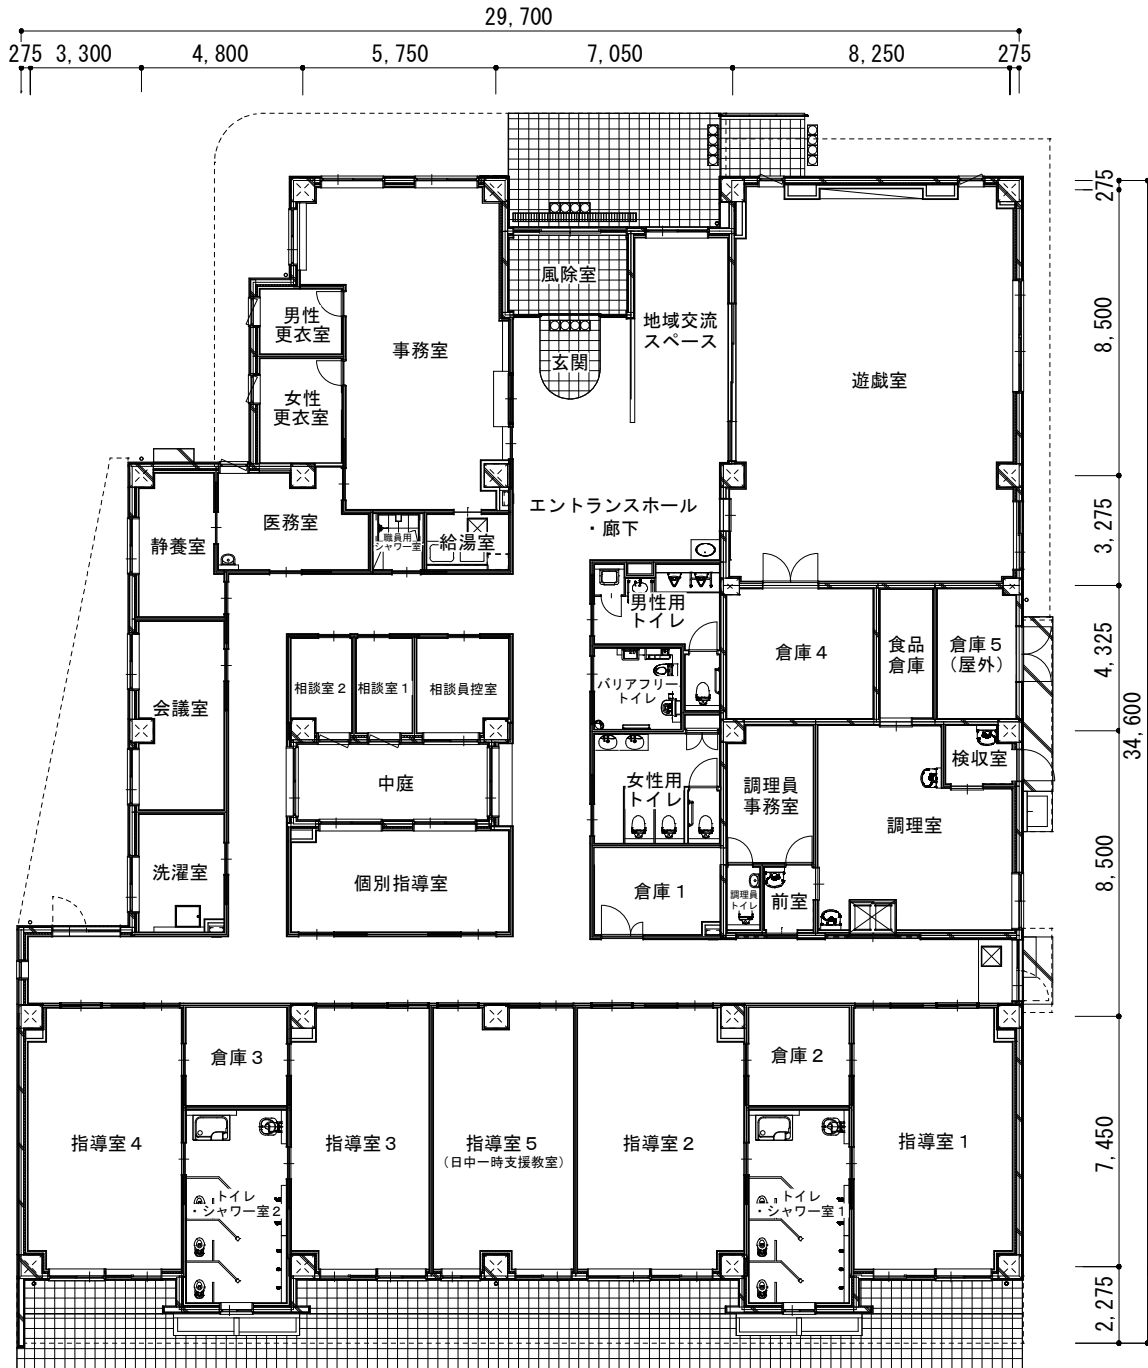 29,700
275 3,300 4,800 5,750 7,050 8,250 275
275
8,500
3,275
4,325
8,500
7,450
2,275
34,600
風除室
男性
更衣室
事務室
地域交流
スペース
玄関
遊戯室
女性
更衣室
エントランスホール
・廊下
医務室
静養室
職員用
シャワー室
給湯室
男性用
トイレ
倉庫4
食品
倉庫
倉庫5
(屋外)
相談室2
相談室1
相談員控室
バリアフリー
トイレ
会議室
中庭
女性用
トイレ
調理員
事務室
検収室
調理室
洗濯室
個別指導室
倉庫1
調理員
トイレ
前室
倉庫3
倉庫2
指導室4
指導室3
指導室5
(日中一時支援教室)
指導室2
指導室1
トイレ
・シャワー室2
トイレ
・シャワー室1